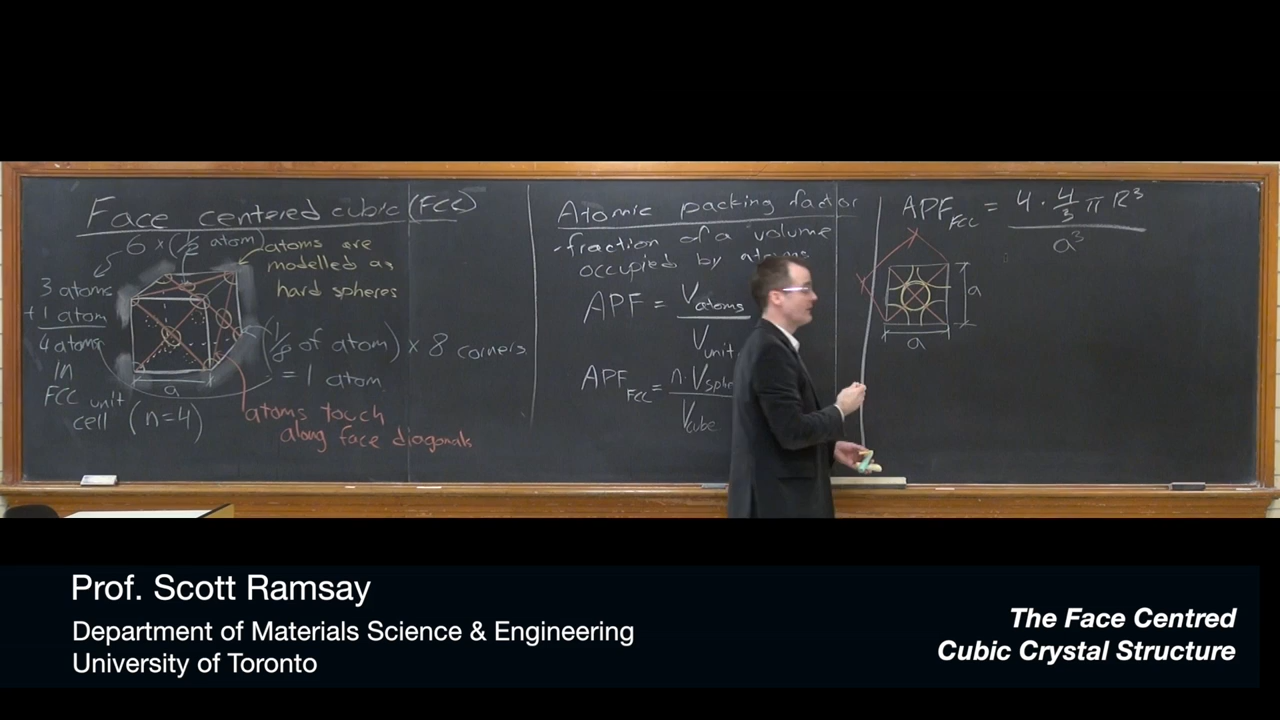 Face centered cubic (FCC)
6 × (1/2 atom)
3 atoms
+ 1 atom
4 atoms
in
FCC unit
cell (n=4)
atoms are
modelled as
hard spheres
(1/8 of atom) × 8 corners
= 1 atom
a
atoms touch
along face diagonals
Atomic packing factor
- fraction of a volume
occupied by atoms
APF = V atoms
V unit
APF FCC = n·V sphe
V cube
APF FCC = 4 · 4/3 π R³
a³
a
a
Prof. Scott Ramsay
Department of Materials Science & Engineering
University of Toronto
The Face Centred
Cubic Crystal Structure